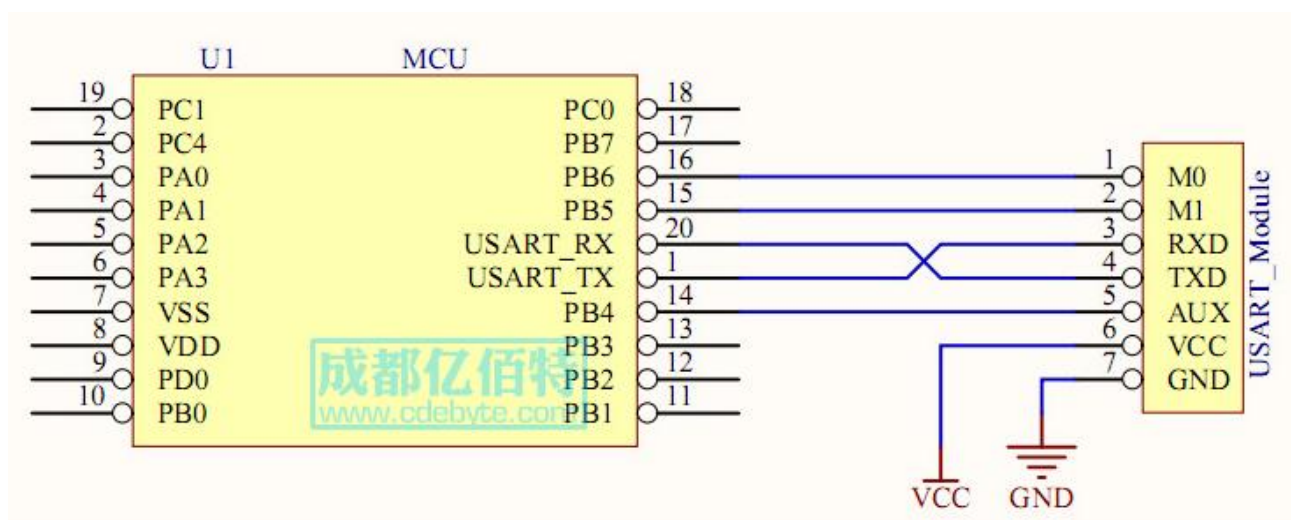 U1 MCU
19 PC1 PC0 18
2 PC4 PB7 17
3 PA0 PB6 16 1 M0
4 PA1 PB5 15 2 M1
5 PA2 USART_RX 20 3 RXD
6 PA3 USART_TX 1 4 TXD
7 VSS PB4 14 5 AUX
8 VDD PB3 13 6 VCC
9 PD0 PB2 12 7 GND
10 PB0 PB1 11
USART_Module
成都亿佰特
www.cdebyte.com
VCC GND